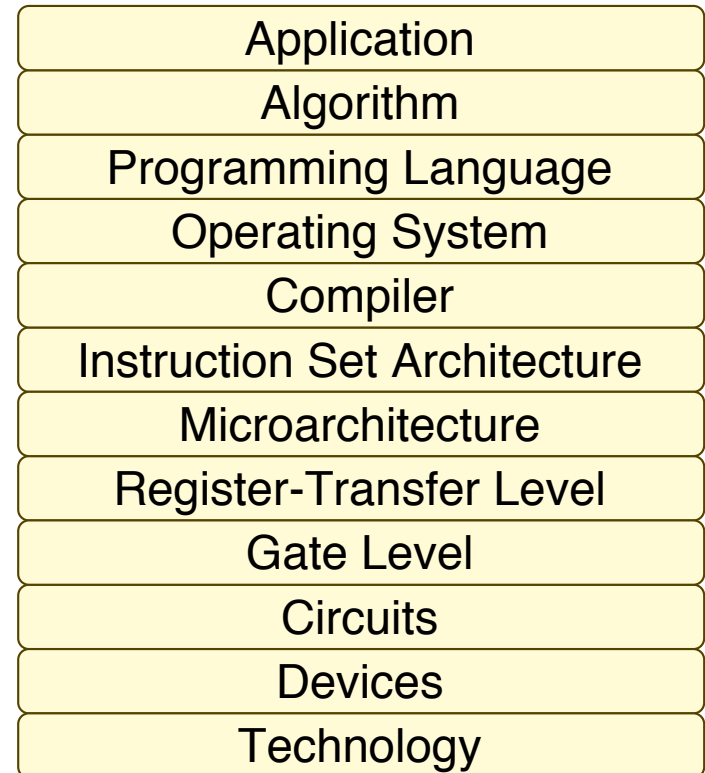 Application
Algorithm
Programming Language
Operating System
Compiler
Instruction Set Architecture
Microarchitecture
Register-Transfer Level
Gate Level
Circuits
Devices
Technology